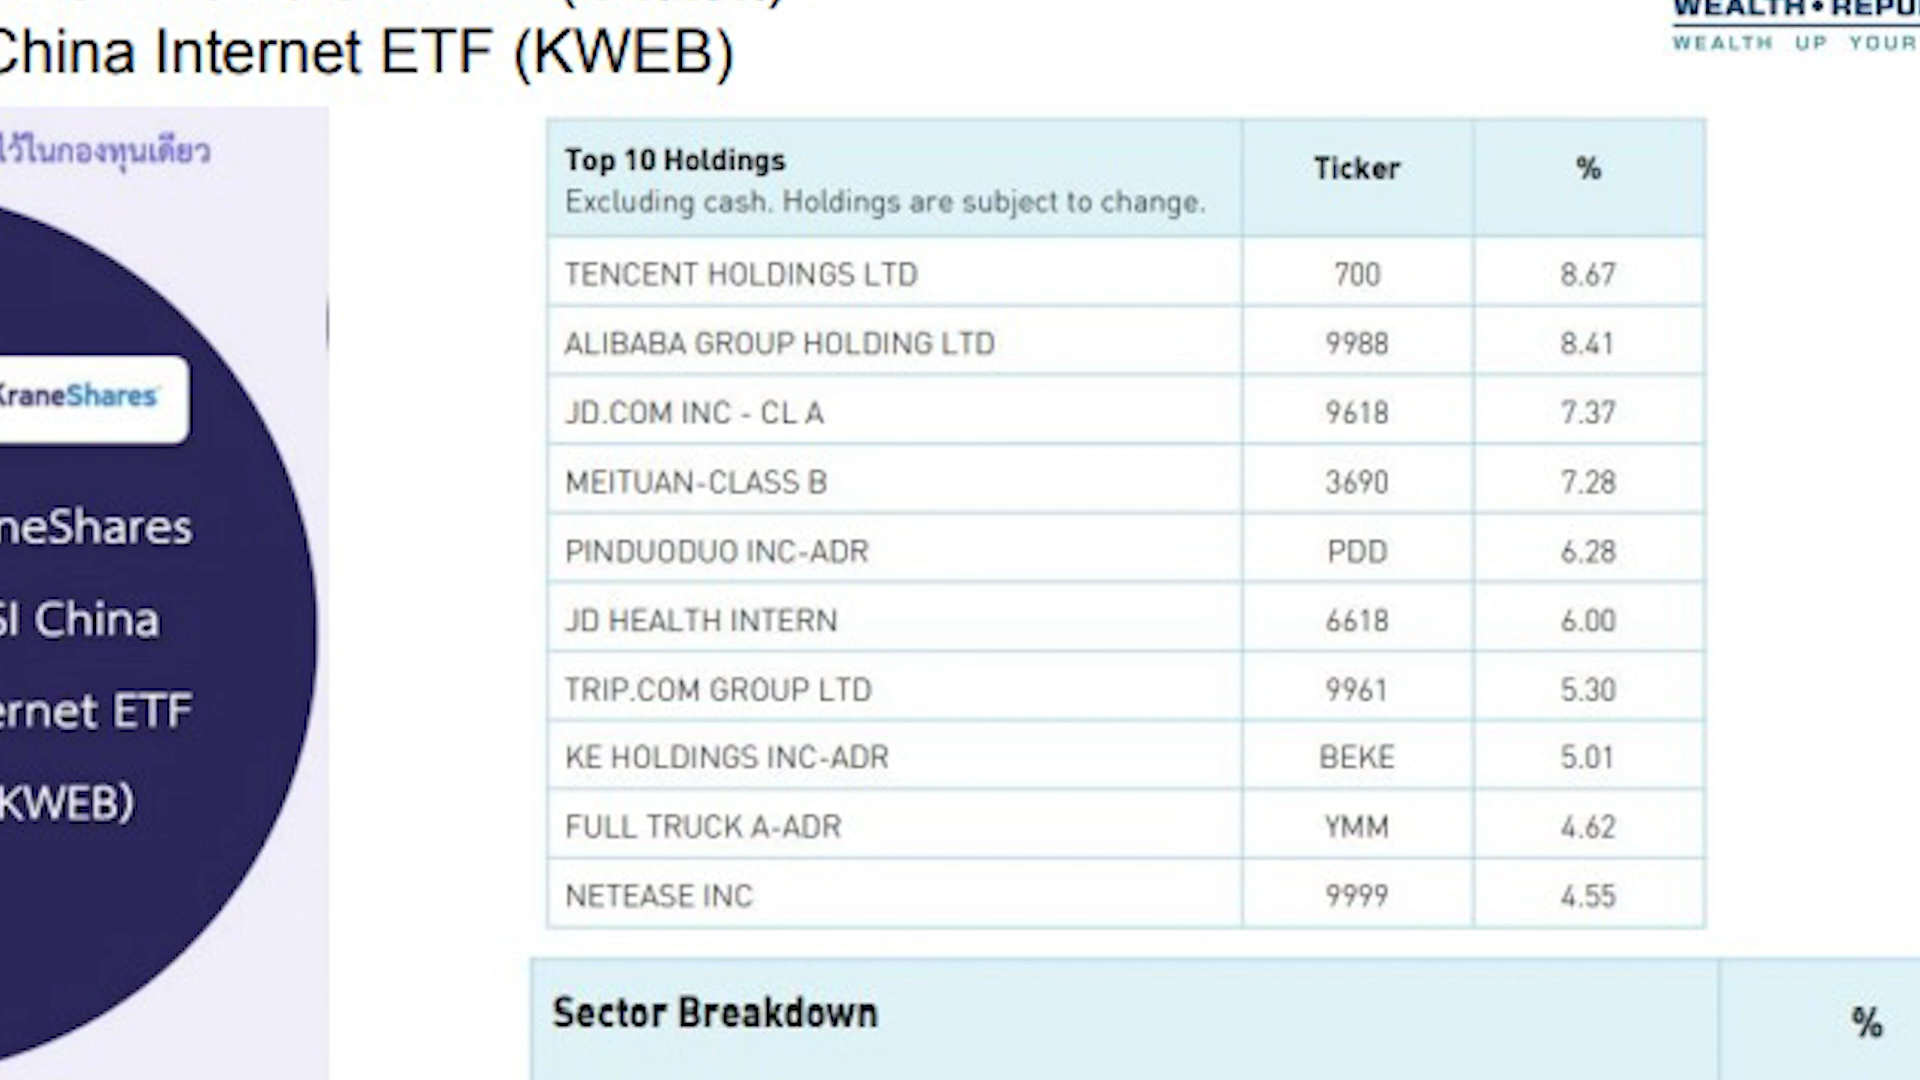 China Internet ETF (KWEB)
WEALTH
WEALTH UP YOUR
ไว้ในกองทุนเดียว
KraneShares
neShares
SI China
ernet ETF
KWEB)
Top 10 Holdings Ticker %
Excluding cash. Holdings are subject to change.
TENCENT HOLDINGS LTD 700 8.67
ALIBABA GROUP HOLDING LTD 9988 8.41
JD.COM INC - CL A 9618 7.37
MEITUAN-CLASS B 3690 7.28
PINDUODUO INC-ADR PDD 6.28
JD HEALTH INTERN 6618 6.00
TRIP.COM GROUP LTD 9961 5.30
KE HOLDINGS INC-ADR BEKE 5.01
FULL TRUCK A-ADR YMM 4.62
NETEASE INC 9999 4.55
Sector Breakdown %